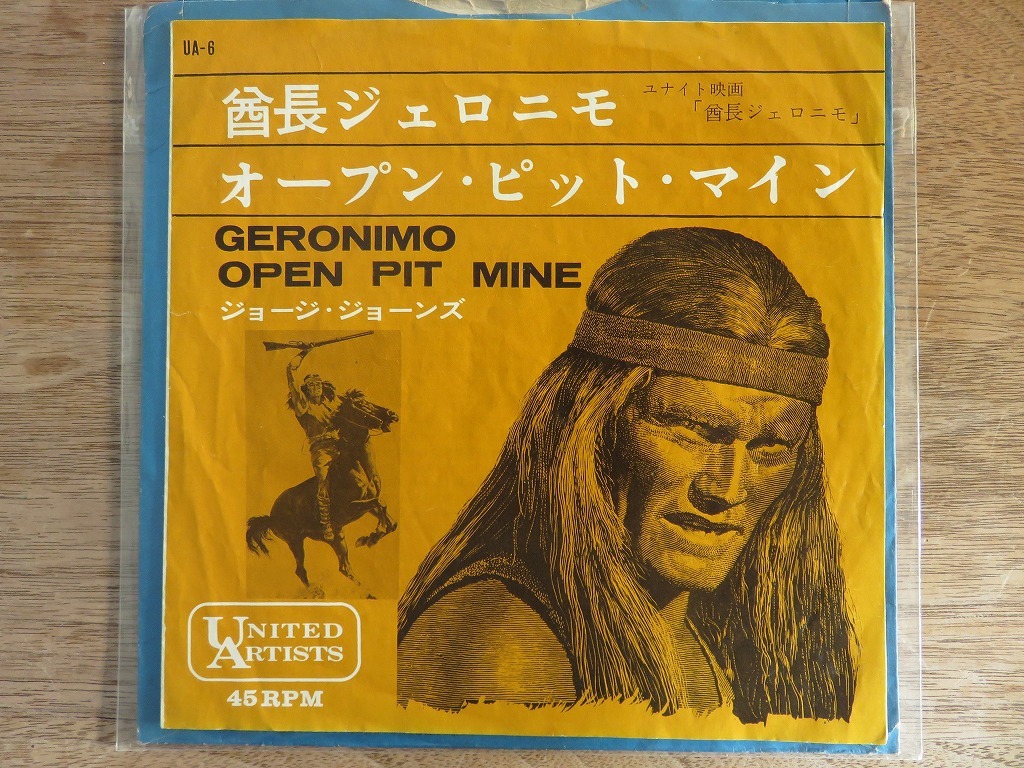 UA-6
酋長ジェロニモ
ユナイト映画
「酋長ジェロニモ」
オープン・ピット・マイン
GERONIMO
OPEN PIT MINE
ジョージ・ジョーンズ
UNITED
ARTISTS
45RPM